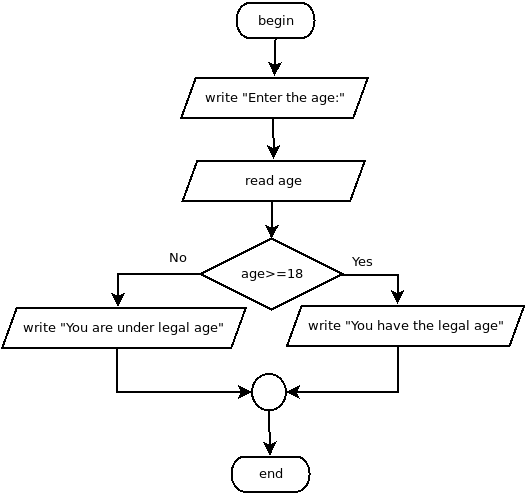 begin
write "Enter the age:"
read age
age>=18
No
Yes
write "You are under legal age"
write "You have the legal age"
end